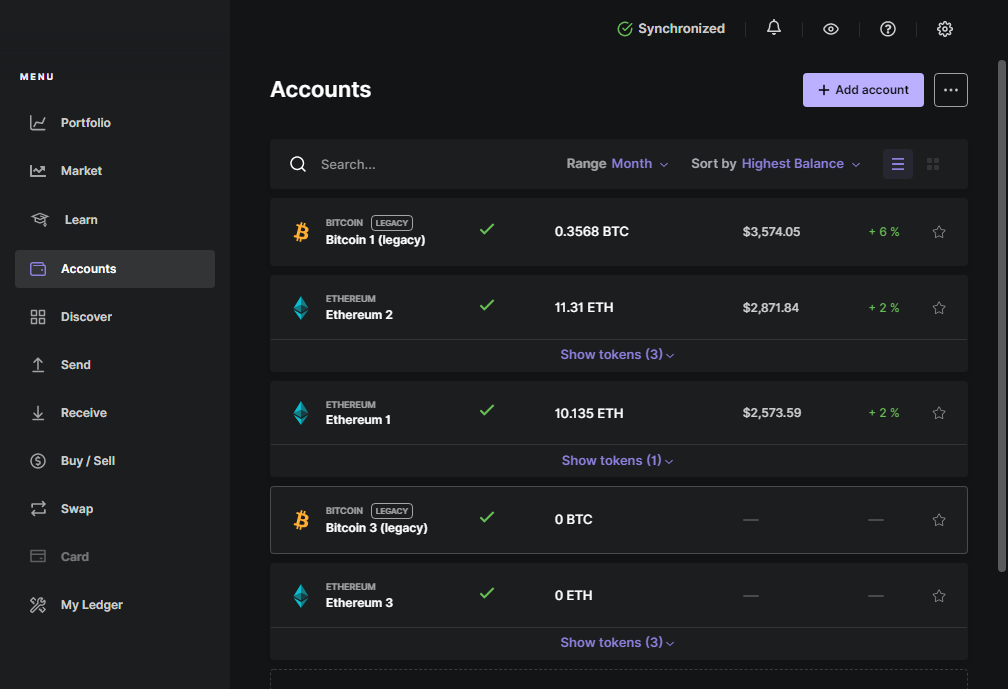 Synchronized
MENU
Portfolio
Market
Learn
Accounts
Discover
Send
Receive
Buy / Sell
Swap
Card
My Ledger
Accounts
+ Add account
Search...
Range Month
Sort by Highest Balance
BITCOIN LEGACY
Bitcoin 1 (legacy)
0.3568 BTC
$3,574.05
+ 6 %
ETHEREUM
Ethereum 2
11.31 ETH
$2,871.84
+ 2 %
Show tokens (3)
ETHEREUM
Ethereum 1
10.135 ETH
$2,573.59
+ 2 %
Show tokens (1)
BITCOIN LEGACY
Bitcoin 3 (legacy)
0 BTC
—
—
ETHEREUM
Ethereum 3
0 ETH
—
—
Show tokens (3)